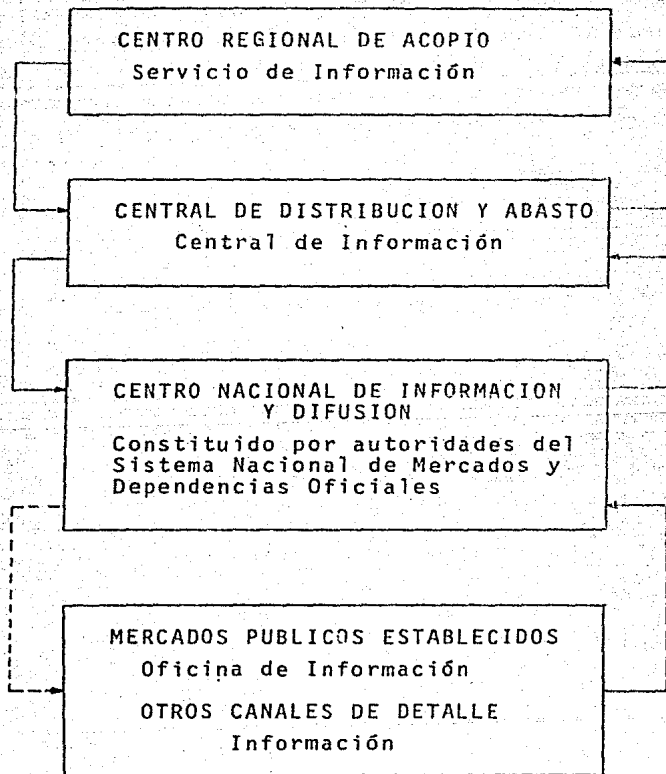 CENTRO REGIONAL DE ACOPIO
Servicio de Información
CENTRAL DE DISTRIBUCION Y ABASTO
Central de Información
CENTRO NACIONAL DE INFORMACION
Y DIFUSION
Constituido por autoridades del
Sistema Nacional de Mercados y
Dependencias Oficiales
MERCADOS PUBLICOS ESTABLECIDOS
Oficina de Información
OTROS CANALES DE DETALLE
Información